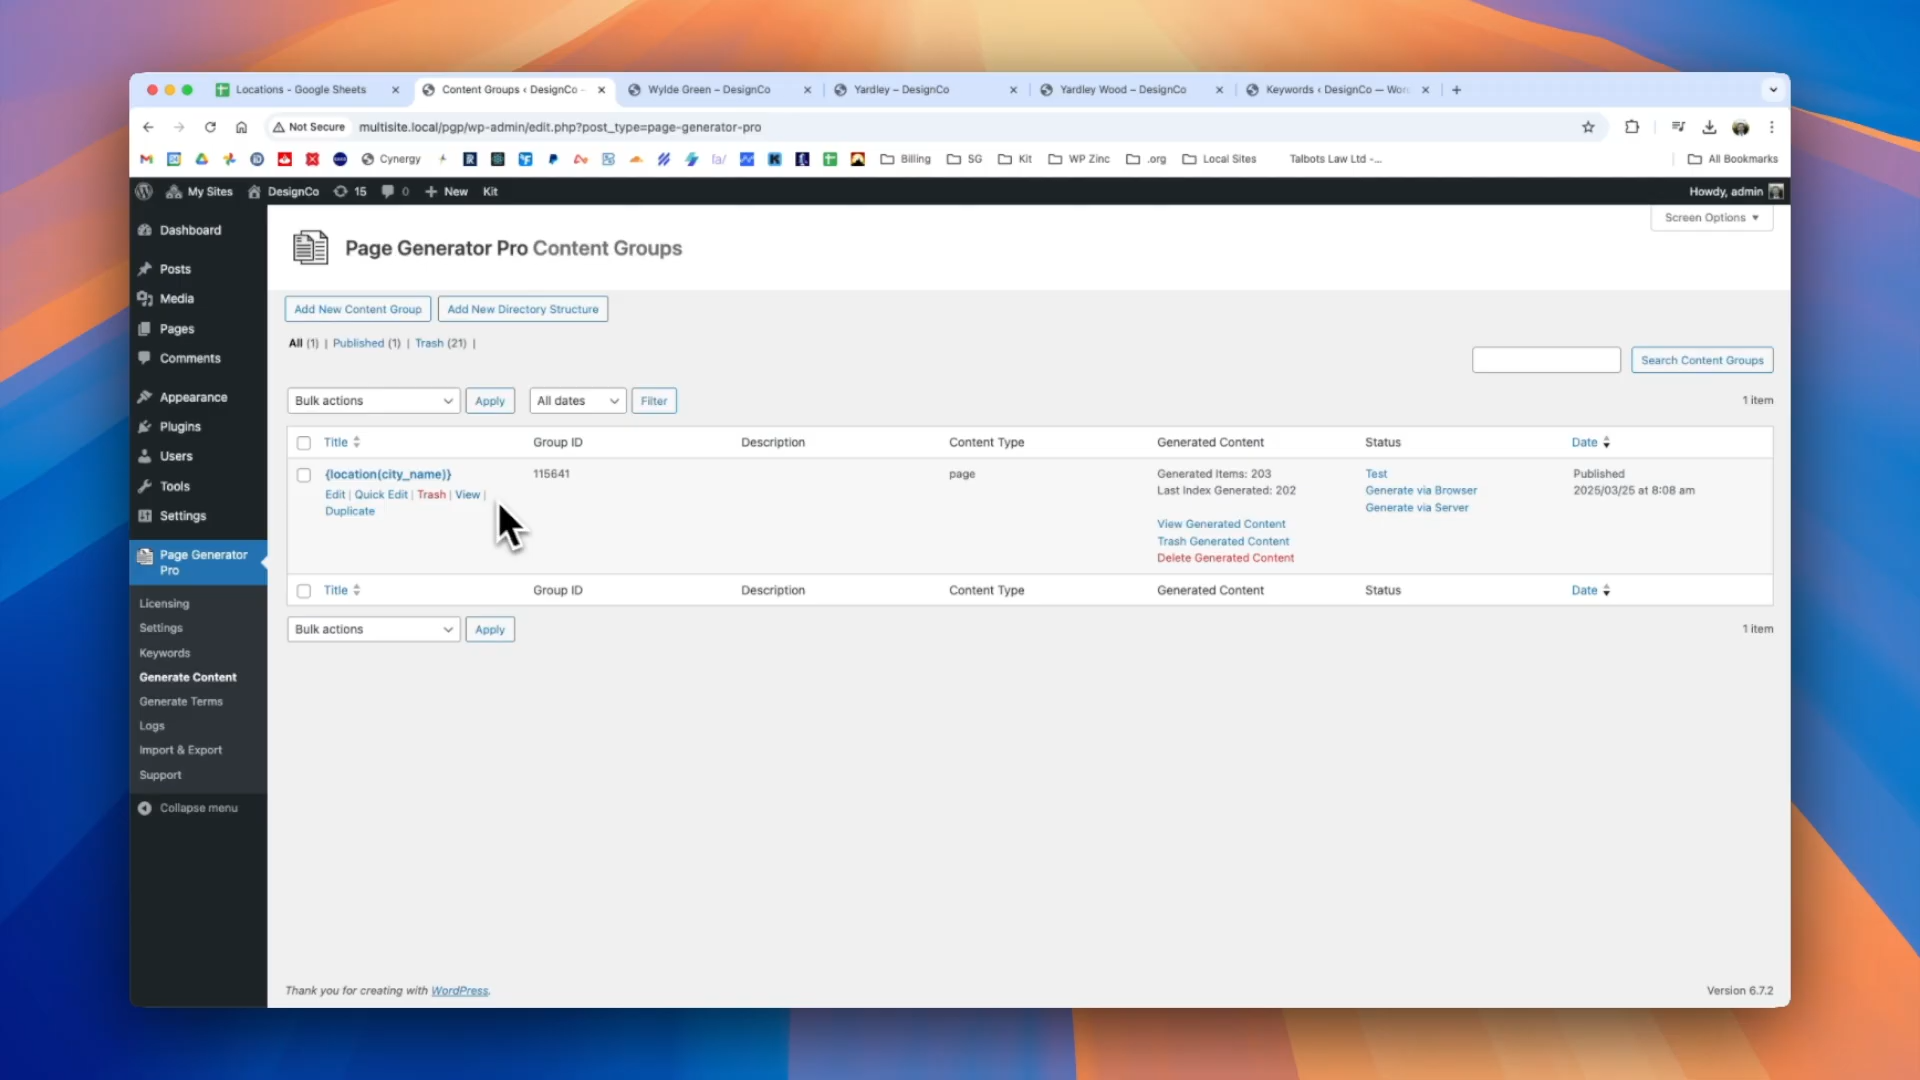 Locations - Google Sheets
Content Groups ‹ DesignCo -
Wylde Green – DesignCo
Yardley – DesignCo
Yardley Wood – DesignCo
Keywords ‹ DesignCo — Wor
Not Secure
multisite.local/pgp/wp-admin/edit.php?post_type=page-generator-pro
Cynergy
Billing
SG
Kit
WP Zinc
.org
Local Sites
Talbots Law Ltd -...
All Bookmarks
My Sites
DesignCo
15
0
New
Kit
Howdy, admin
Dashboard
Posts
Media
Pages
Comments
Appearance
Plugins
Users
Tools
Settings
Page Generator
Pro
Licensing
Settings
Keywords
Generate Content
Generate Terms
Logs
Import & Export
Support
Collapse menu
Screen Options
Page Generator Pro Content Groups
Add New Content Group
Add New Directory Structure
All (1) | Published (1) | Trash (21) |
Search Content Groups
Bulk actions
Apply
All dates
Filter
1 item
Title
Group ID
Description
Content Type
Generated Content
Status
Date
{location(city_name)}
Edit | Quick Edit | Trash | View |
Duplicate
115641
page
Generated Items: 203
Last Index Generated: 202
View Generated Content
Trash Generated Content
Delete Generated Content
Test
Generate via Browser
Generate via Server
Published
2025/03/25 at 8:08 am
Title
Group ID
Description
Content Type
Generated Content
Status
Date
Bulk actions
Apply
1 item
Thank you for creating with WordPress.
Version 6.7.2